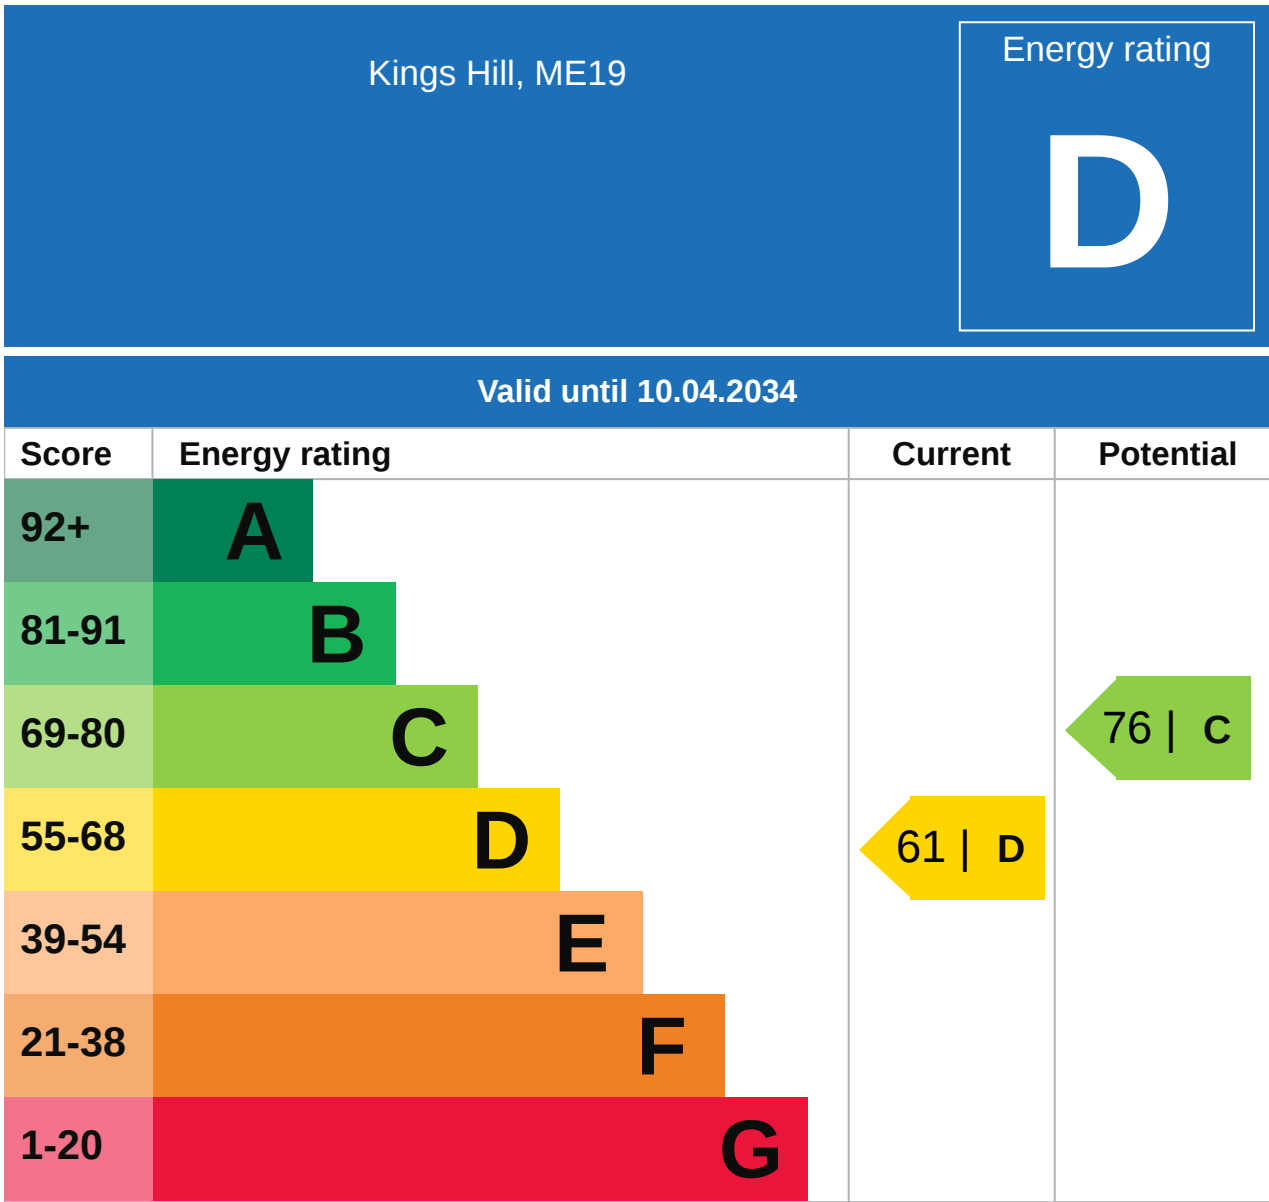 Kings Hill, ME19
Energy rating
D
Valid until 10.04.2034
Score Energy rating Current Potential
92+ A
81-91 B
69-80 C 76 | C
55-68 D 61 | D
39-54 E
21-38 F
1-20 G